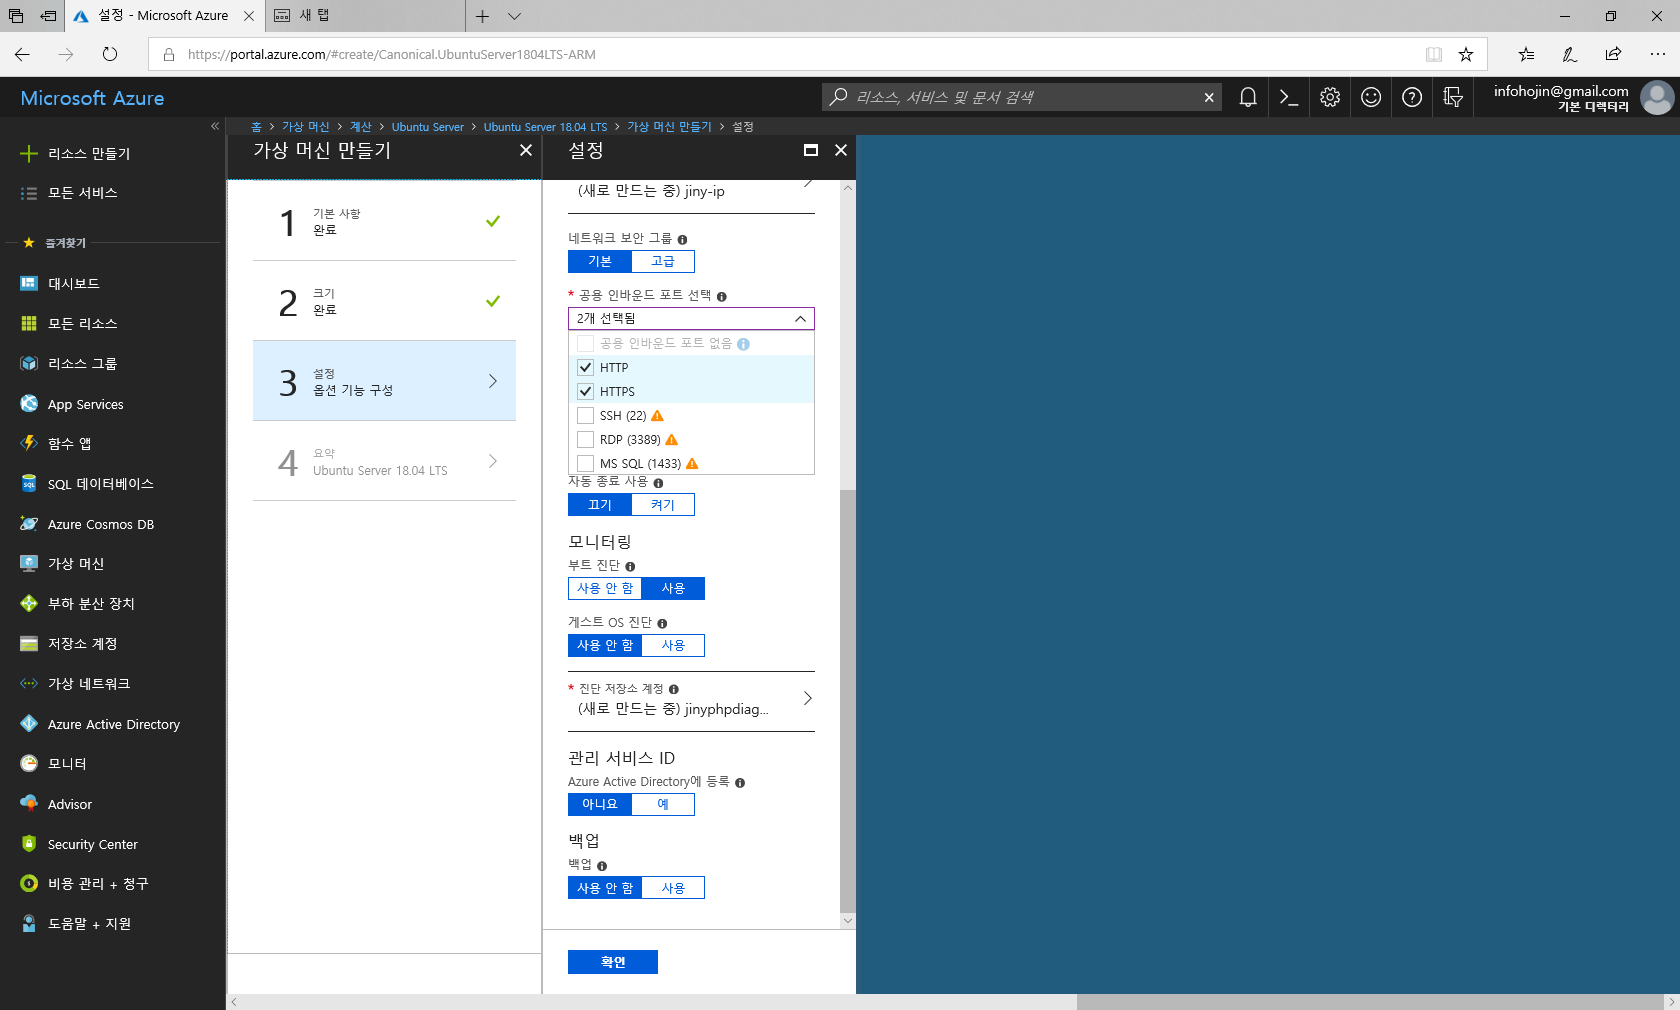 설정 - Microsoft Azure
새 탭
https://portal.azure.com/#create/Canonical.UbuntuServer1804LTS-ARM
Microsoft Azure
리소스, 서비스 및 문서 검색
infohojin@gmail.com
기본 디렉터리
홈 > 가상 머신 > 계산 > Ubuntu Server > Ubuntu Server 18.04 LTS > 가상 머신 만들기 > 설정
리소스 만들기
모든 서비스
즐겨찾기
대시보드
모든 리소스
리소스 그룹
App Services
함수 앱
SQL 데이터베이스
Azure Cosmos DB
가상 머신
부하 분산 장치
저장소 계정
가상 네트워크
Azure Active Directory
모니터
Advisor
Security Center
비용 관리 + 청구
도움말 + 지원
가상 머신 만들기
1
기본 사항
완료
2
크기
완료
3
설정
옵션 기능 구성
4
요약
Ubuntu Server 18.04 LTS
설정
(새로 만드는 중) jiny-ip
네트워크 보안 그룹
기본 고급
* 공용 인바운드 포트 선택
2개 선택됨
공용 인바운드 포트 없음
HTTP
HTTPS
SSH (22)
RDP (3389)
MS SQL (1433)
자동 종료 사용
끄기 켜기
모니터링
부트 진단
사용 안 함 사용
게스트 OS 진단
사용 안 함 사용
* 진단 저장소 계정
(새로 만드는 중) jinyphpdiag...
관리 서비스 ID
Azure Active Directory에 등록
아니요 예
백업
백업
사용 안 함 사용
확인